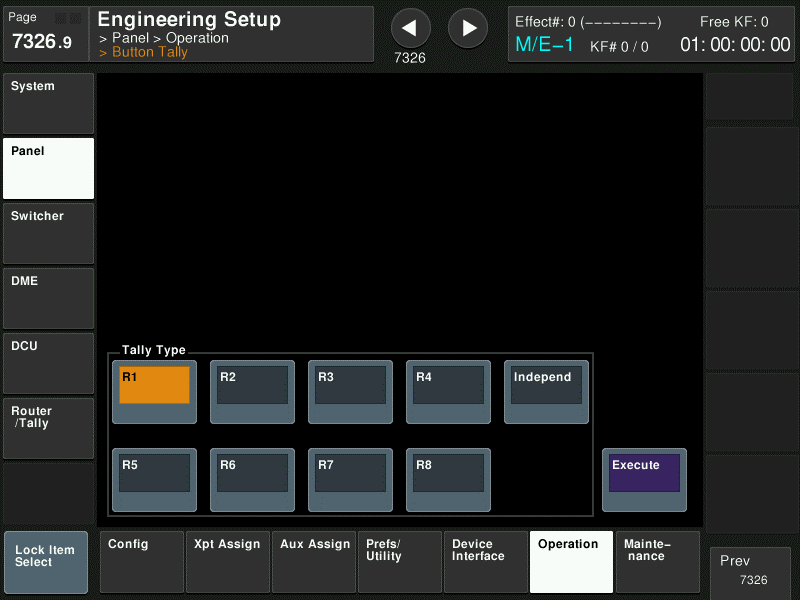 Page
7326.9
Engineering Setup
> Panel > Operation
> Button Tally
7326
Effect#: 0 (--------)
Free KF: 0
M/E-1
KF# 0 / 0
01: 00: 00: 00
System
Panel
Switcher
DME
DCU
Router
/Tally
Tally Type
R1
R2
R3
R4
Independ
R5
R6
R7
R8
Execute
Lock Item
Select
Config
Xpt Assign
Aux Assign
Prefs/
Utility
Device
Interface
Operation
Mainte-
nance
Prev
7326